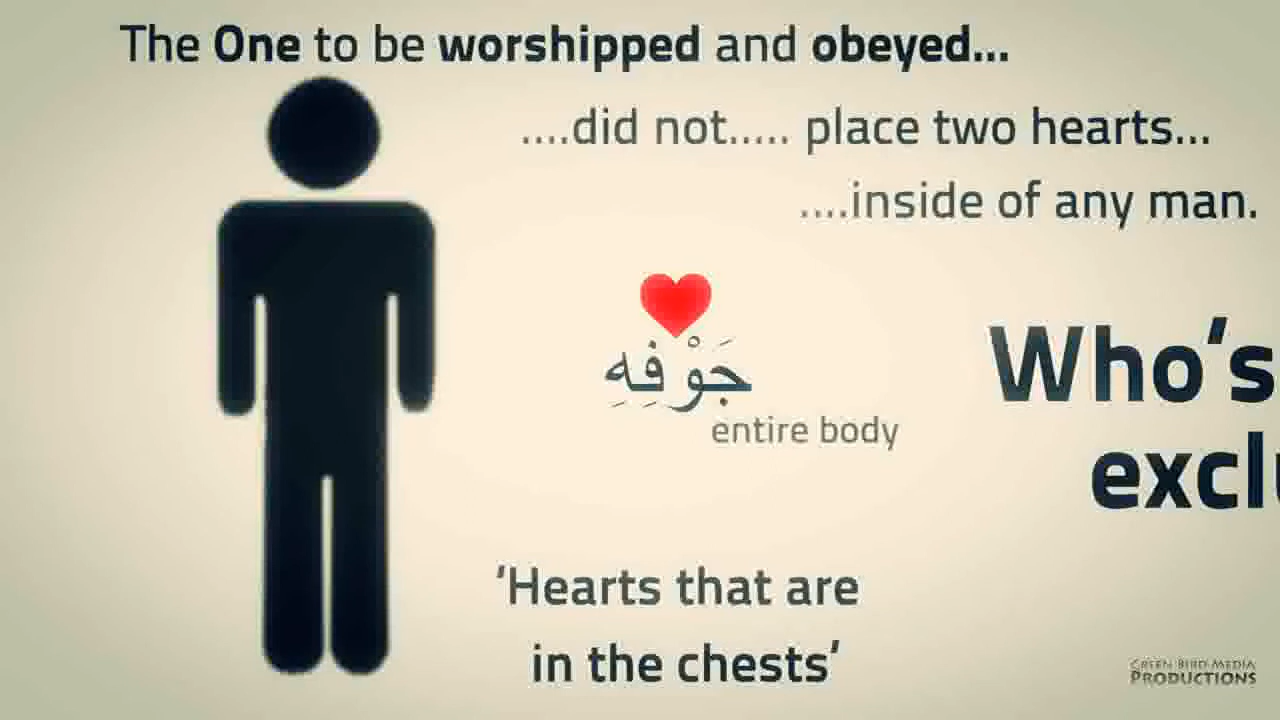 The One to be worshipped and obeyed...
....did not..... place two hearts...
....inside of any man.
جَوْفِهِ
entire body
Who's
'Hearts that are
in the chests'
GREEN BIRD MEDIA
PRODUCTIONS